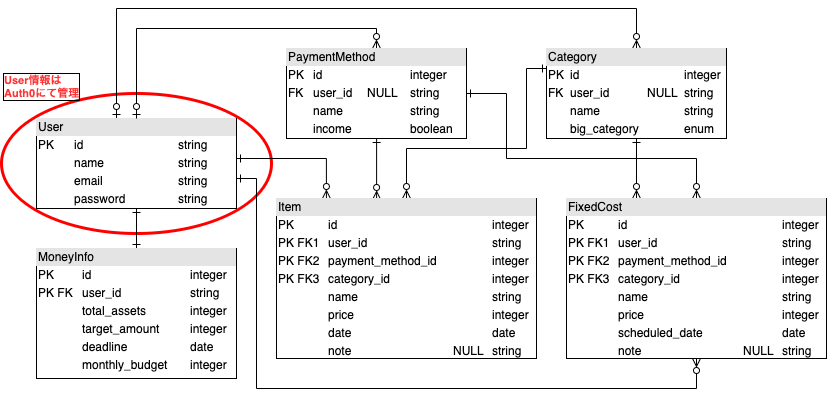 User情報は
Auth0にて管理
User
PK id string
name string
email string
password string
MoneyInfo
PK id integer
PK FK user_id string
total_assets integer
target_amount integer
deadline date
monthly_budget integer
PaymentMethod
PK id integer
FK user_id NULL string
name string
income boolean
Category
PK id integer
FK user_id NULL string
name string
big_category enum
Item
PK id integer
PK FK1 user_id string
PK FK2 payment_method_id integer
PK FK3 category_id integer
name string
price integer
date date
note NULL string
FixedCost
PK id integer
PK FK1 user_id string
PK FK2 payment_method_id integer
PK FK3 category_id integer
name string
price integer
scheduled_date date
note NULL string